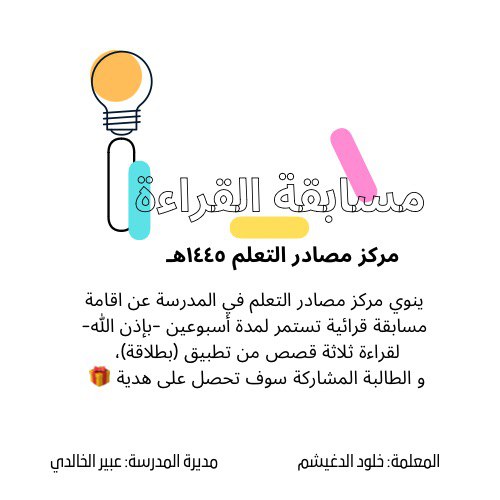 مسابقة القراءة
مركز مصادر التعلم ١٤٤٥هـ
ينوي مركز مصادر التعلم في المدرسة عن اقامة
مسابقة قرائية تستمر لمدة أسبوعين -بإذن الله-
لقراءة ثلاثة قصص من تطبيق (بطلاقة)،
و الطالبة المشاركة سوف تحصل على هدية 🎁
المعلمة: خلود الدغيشم
مديرة المدرسة: عبير الخالدي